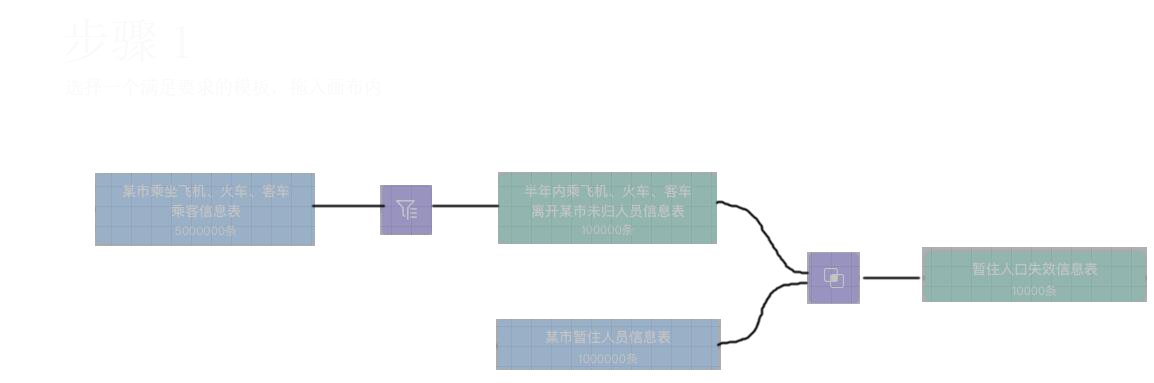 步骤 1
选择一个满足要求的模板，拖入画布内
某市乘坐飞机、火车、客车
乘客信息表
5000000条
半年内乘飞机、火车、客车
离开某市未归人员信息表
100000条
暂住人口失效信息表
10000条
某市暂住人员信息表
1000000条